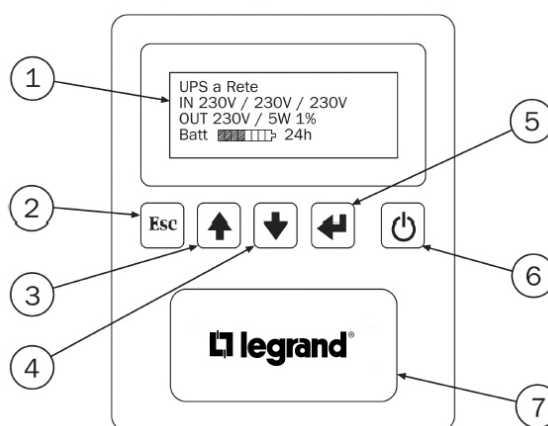 UPS a Rete
IN 230V / 230V / 230V
OUT 230V / 5W 1%
Batt 24h
1
2
3
4
5
6
7
Esc
legrand®